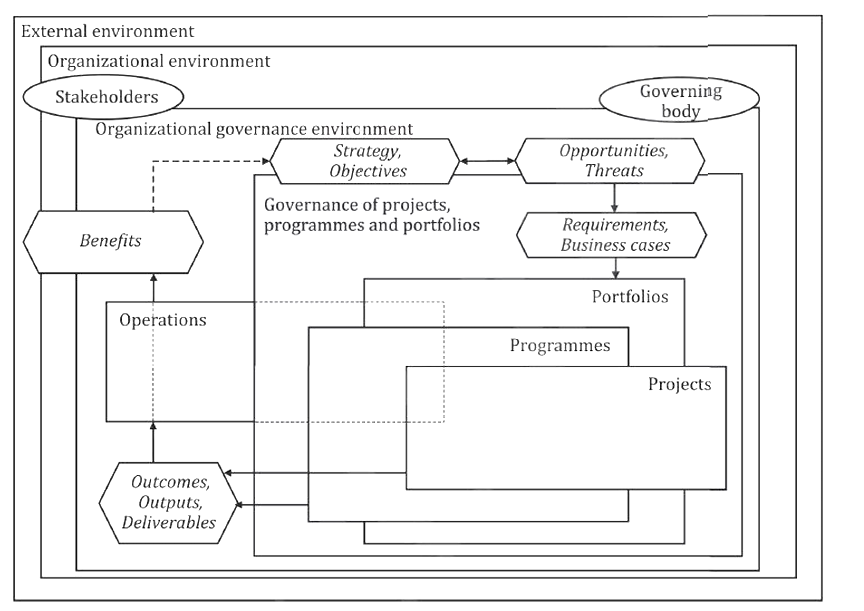 External environment
Organizational environment
Stakeholders
Governing
body
Organizational governance environment
Strategy,
Objectives
Opportunities,
Threats
Governance of projects,
programmes and portfolios
Requirements,
Business cases
Benefits
Portfolios
Operations
Programmes
Projects
Outcomes,
Outputs,
Deliverables